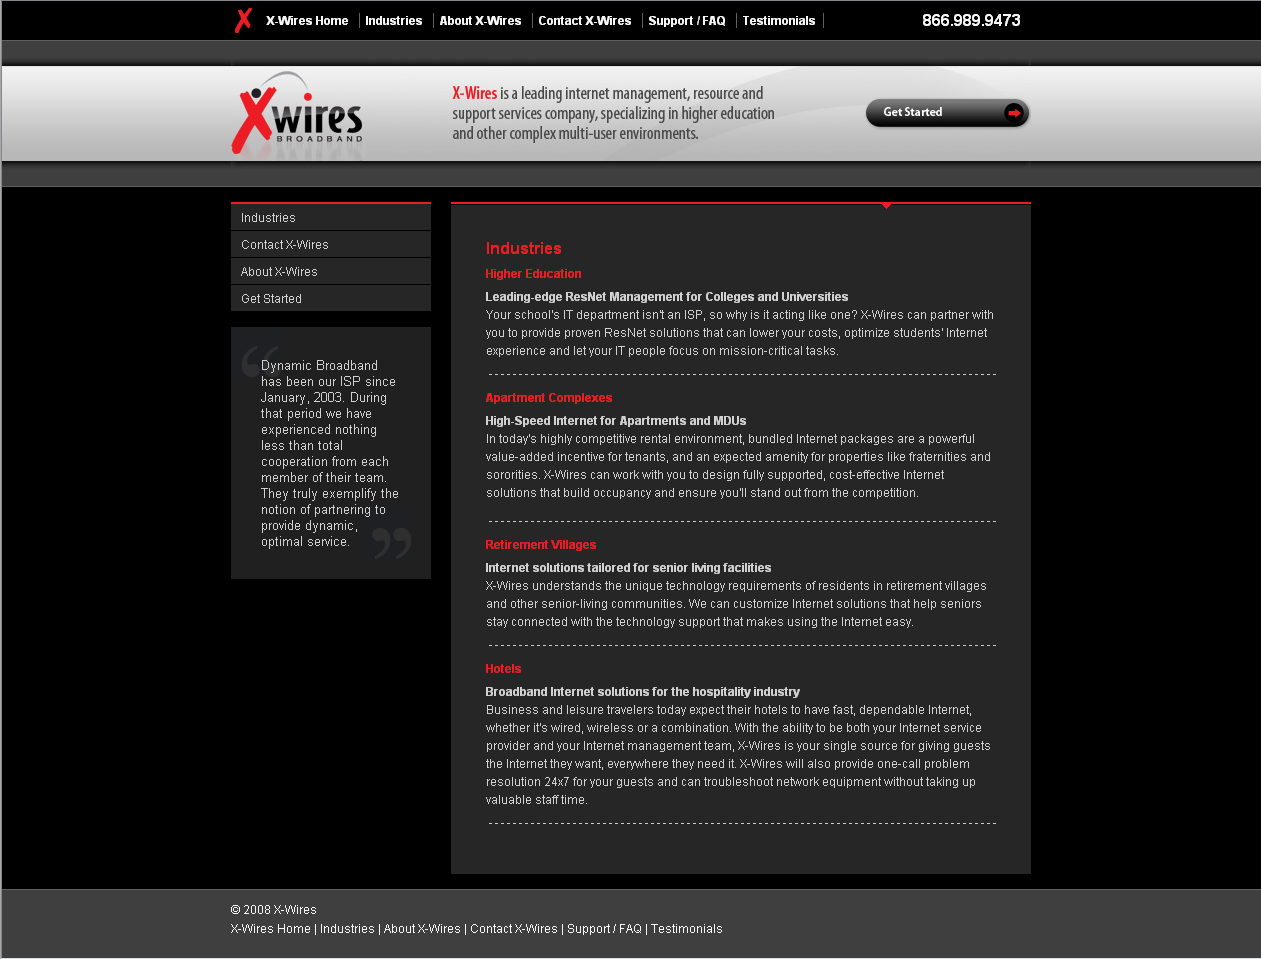 X-Wires Home | Industries | About X-Wires | Contact X-Wires | Support / FAQ | Testimonials | 866.989.9473
Xwires
BROADBAND
X-Wires is a leading internet management, resource and
support services company, specializing in higher education
and other complex multi-user environments.
Get Started
Industries
Contact X-Wires
About X-Wires
Get Started
“
Dynamic Broadband
has been our ISP since
January, 2003. During
that period we have
experienced nothing
less than total
cooperation from each
member of their team.
They truly exemplify the
notion of partnering to
provide dynamic,
optimal service.
”
Industries
Higher Education
Leading-edge ResNet Management for Colleges and Universities
Your school's IT department isn't an ISP, so why is it acting like one? X-Wires can partner with
you to provide proven ResNet solutions that can lower your costs, optimize students' Internet
experience and let your IT people focus on mission-critical tasks.
Apartment Complexes
High-Speed Internet for Apartments and MDUs
In today's highly competitive rental environment, bundled Internet packages are a powerful
value-added incentive for tenants, and an expected amenity for properties like fraternities and
sororities. X-Wires can work with you to design fully supported, cost-effective Internet
solutions that build occupancy and ensure you'll stand out from the competition.
Retirement Villages
Internet solutions tailored for senior living facilities
X-Wires understands the unique technology requirements of residents in retirement villages
and other senior-living communities. We can customize Internet solutions that help seniors
stay connected with the technology support that makes using the Internet easy.
Hotels
Broadband Internet solutions for the hospitality industry
Business and leisure travelers today expect their hotels to have fast, dependable Internet,
whether it's wired, wireless or a combination. With the ability to be both your Internet service
provider and your Internet management team, X-Wires is your single source for giving guests
the Internet they want, everywhere they need it. X-Wires will also provide one-call problem
resolution 24x7 for your guests and can troubleshoot network equipment without taking up
valuable staff time.
© 2008 X-Wires
X-Wires Home | Industries | About X-Wires | Contact X-Wires | Support / FAQ | Testimonials